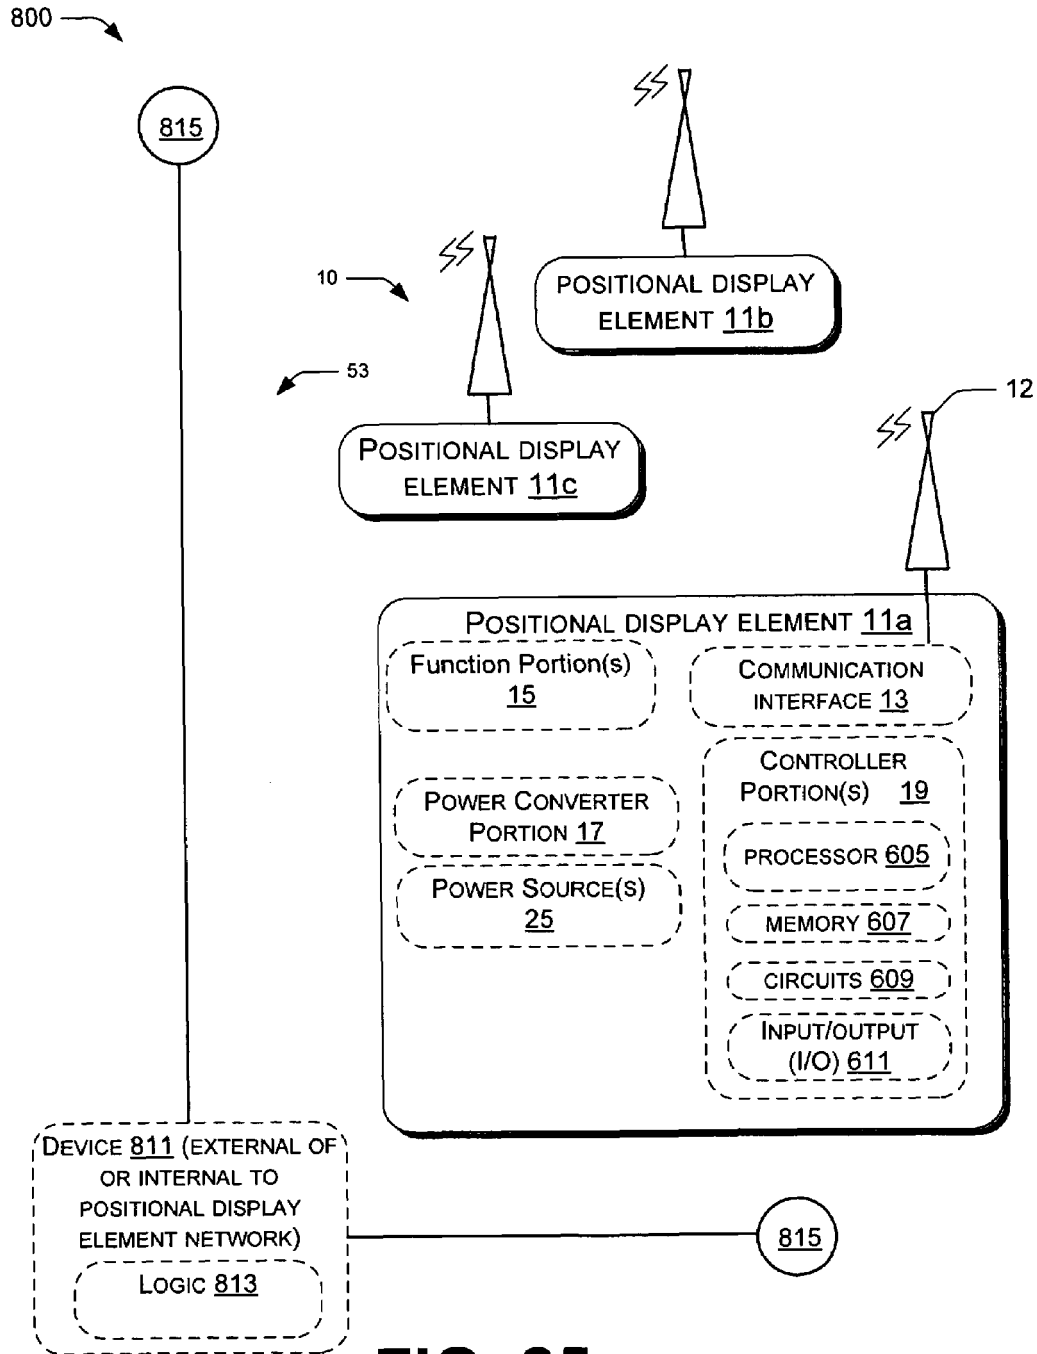 800
815
10
POSITIONAL DISPLAY
ELEMENT 11b
53
POSITIONAL DISPLAY
ELEMENT 11c
12
POSITIONAL DISPLAY ELEMENT 11a
Function Portion(s)
15
COMMUNICATION
INTERFACE 13
POWER CONVERTER
PORTION 17
POWER SOURCE(S)
25
CONTROLLER
PORTION(S) 19
PROCESSOR 605
MEMORY 607
CIRCUITS 609
INPUT/OUTPUT
(I/O) 611
DEVICE 811 (EXTERNAL OF
OR INTERNAL TO
POSITIONAL DISPLAY
ELEMENT NETWORK)
LOGIC 813
815